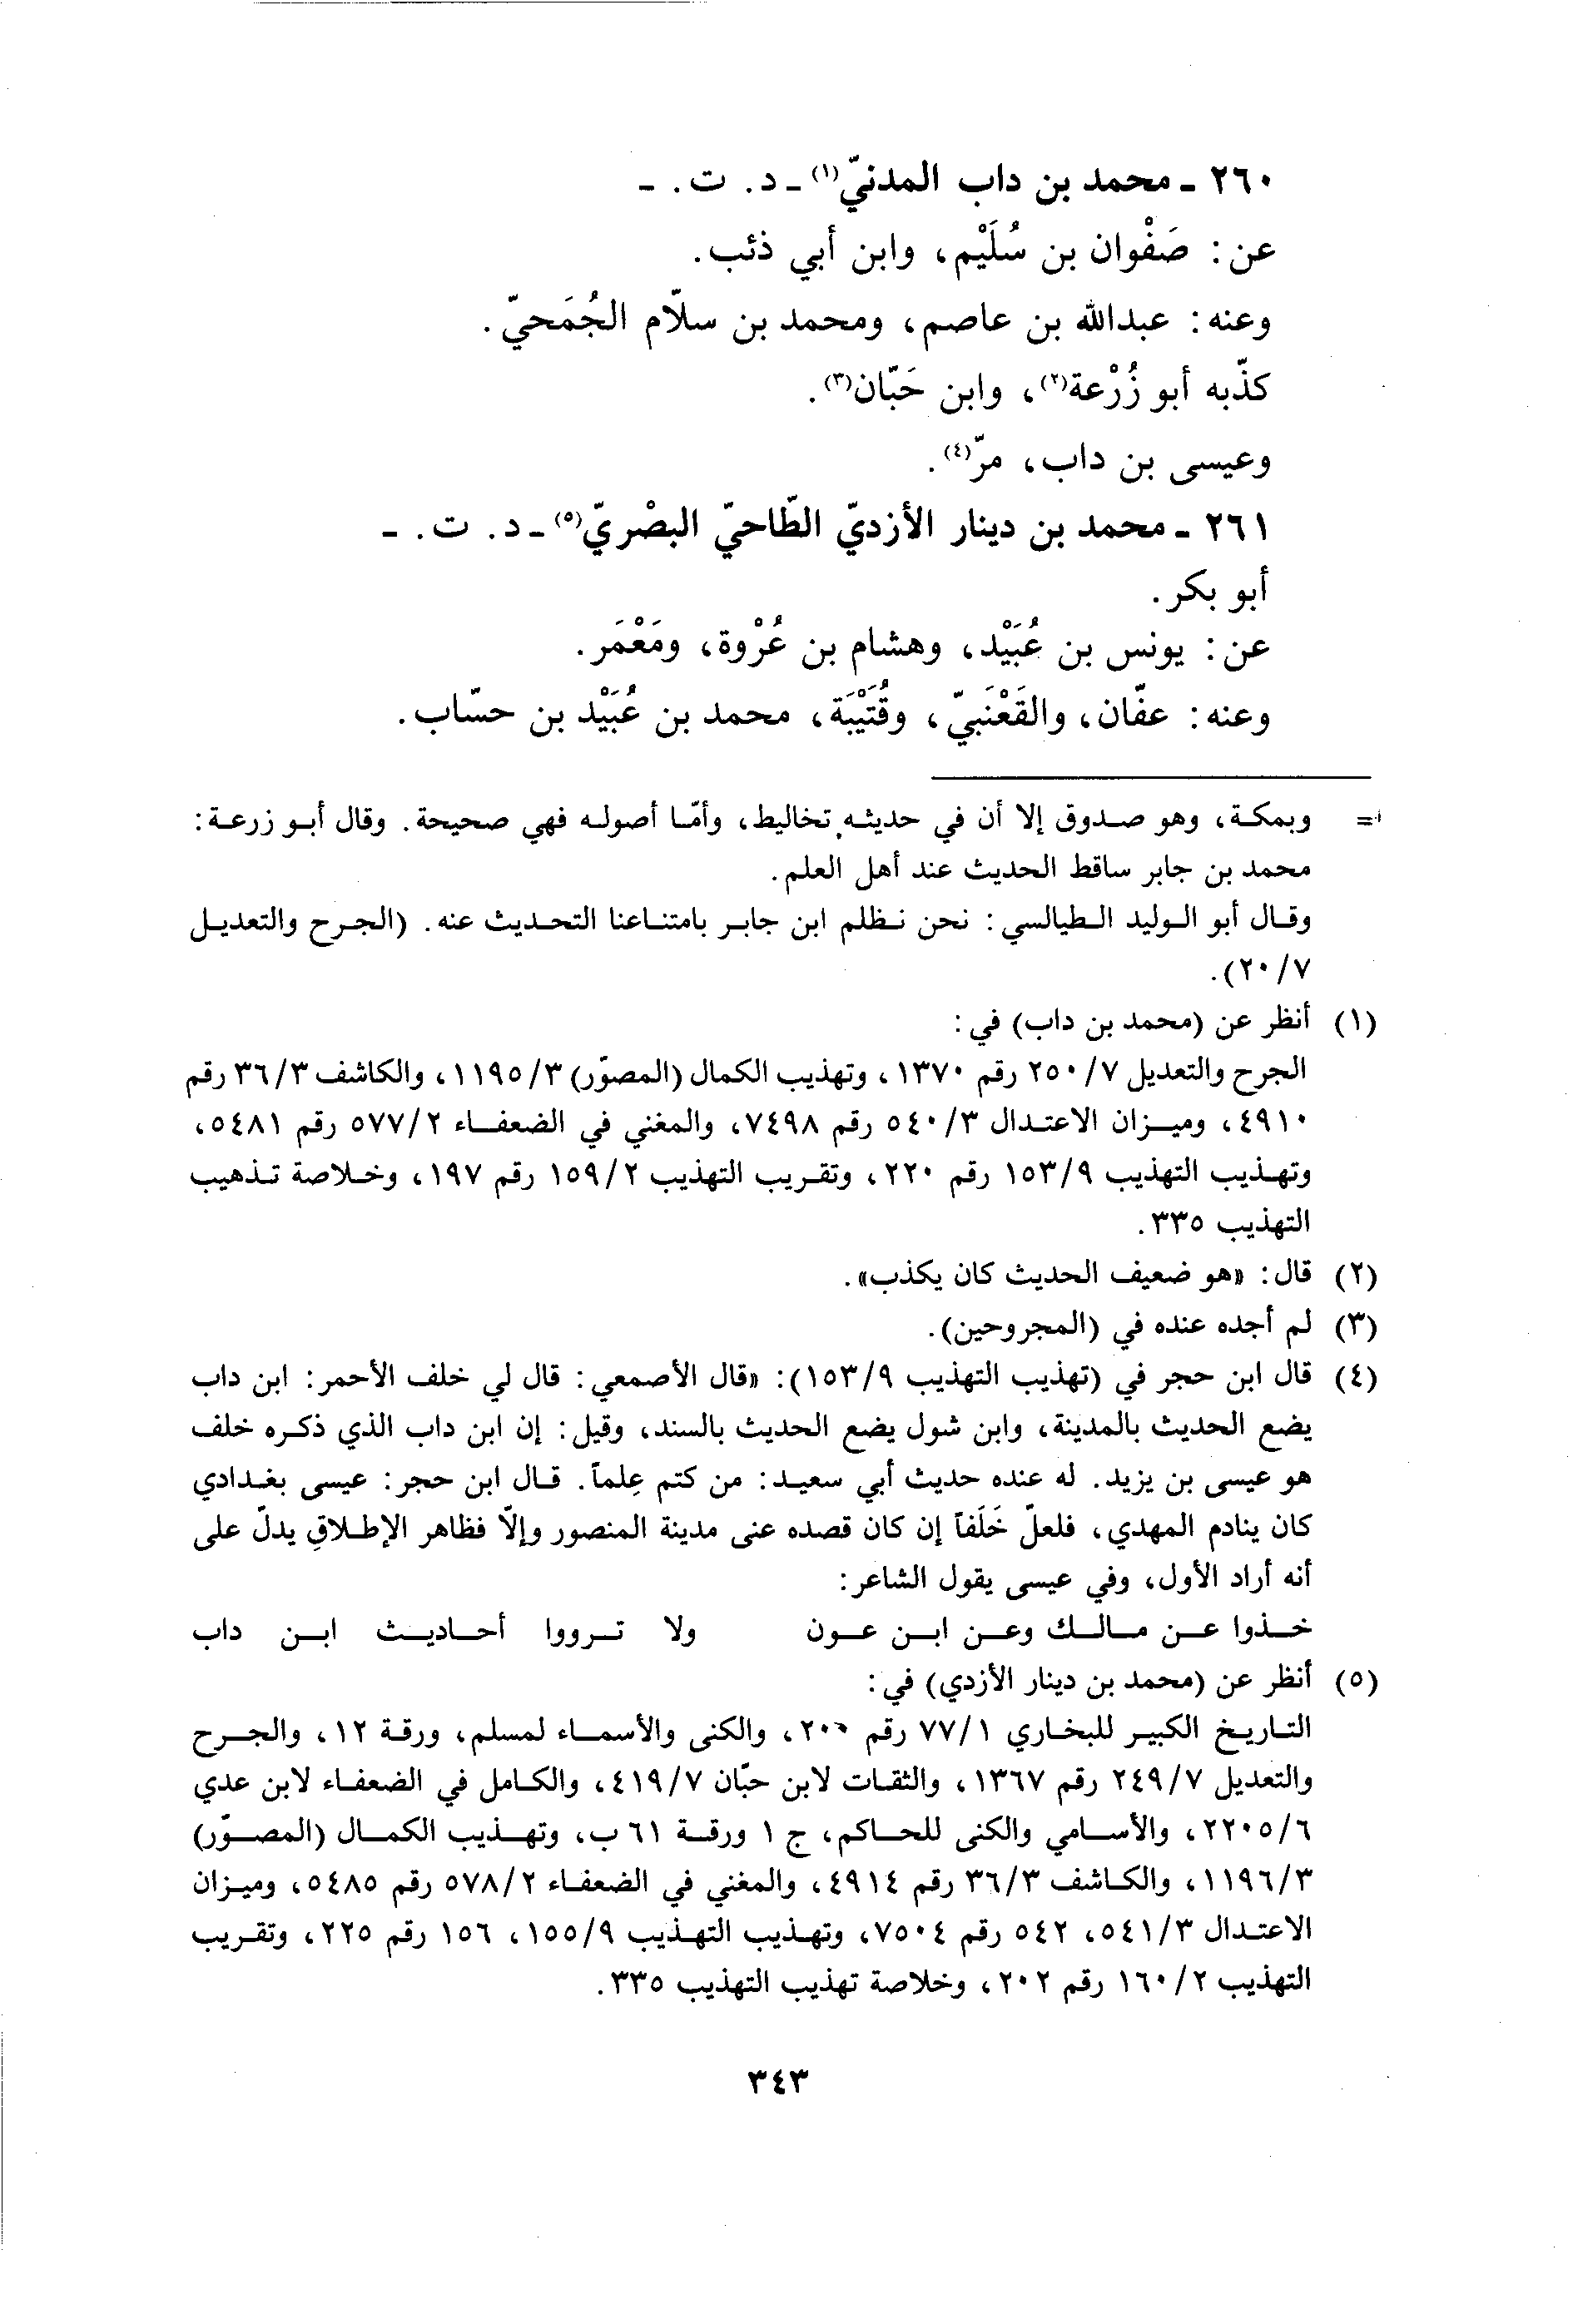 ٢٦٠ ـ محمد بن داب المدنيّ(١) ـ د. ت. ـ
عن: صَفْوان بن سُلَيْم، وابن أبي ذئب.
وعنه: عبدالله بن عاصم، ومحمد بن سلّام الجُمَحيّ.
كذّبه أبو زُرْعة(٢)، وابن حَبّان(٣).
وعيسى بن داب، مرّ(٤).
٢٦١ ـ محمد بن دينار الأزديّ الطّاحيّ البصْريّ(٥) ـ د. ت. ـ
أبو بكر.
عن: يونس بن عُبَيْد، وهشام بن عُرْوة، ومَعْمَر.
وعنه: عفّان، والقَعْنَبيّ، وقُتَيْبَة، محمد بن عُبَيْد بن حسّاب.
= وبمكة، وهو صدوق إلا أن في حديثه تخاليط، وأمّا أصوله فهي صحيحة. وقال أبو زرعة:
محمد بن جابر ساقط الحديث عند أهل العلم.
وقال أبو الوليد الطيالسي: نحن نظلم ابن جابر بامتناعنا التحديث عنه. (الجرح والتعديل
٢٠/٧).
(١) أنظر عن (محمد بن داب) في:
الجرح والتعديل ٢٥٠/٧ رقم ١٣٧٠، وتهذيب الكمال (المصوّر) ١١٩٥/٣، والكاشف ٣٦/٣ رقم
٤٩١٠، وميزان الاعتدال ٥٤٠/٣ رقم ٧٤٩٨، والمغني في الضعفاء ٥٧٧/٢ رقم ٥٤٨١،
وتهذيب التهذيب ١٥٣/٩ رقم ٢٢٠، وتقريب التهذيب ١٥٩/٢ رقم ١٩٧، وخلاصة تذهيب
التهذيب ٣٣٥.
(٢) قال: «هو ضعيف الحديث كان يكذب».
(٣) لم أجده عنده في (المجروحين).
(٤) قال ابن حجر في (تهذيب التهذيب ١٥٣/٩): «قال الأصمعي: قال لي خلف الأحمر: ابن داب
يضع الحديث بالمدينة، وابن شول يضع الحديث بالسند، وقيل: إن ابن داب الذي ذكره خلف
هو عيسى بن يزيد. له عنده حديث أبي سعيد: من كتم عِلماً. قال ابن حجر: عيسى بغدادي
كان ينادم المهدي، فلعلّ خَلَفاً إن كان قصده عنى مدينة المنصور وإلّا فظاهر الإطلاقِ يدلّ على
أنه أراد الأول، وفي عيسى يقول الشاعر:
خذوا عن مالك وعن ابن عون ولا ترووا أحاديث ابن داب
(٥) أنظر عن (محمد بن دينار الأزدي) في:
التاريخ الكبير للبخاري ٧٧/١ رقم، والكنى والأسماء لمسلم، ورقة ١٢، والجرح
والتعديل ٢٤٩/٧ رقم ١٣٦٧، والثقات لابن حبّان ٤١٩/٧، والكامل في الضعفاء لابن عدي
٢٢٠٥/٦، والأسامي والكنى للحاكم، ج ١ ورقة ٦١ ب، وتهذيب الكمال (المصوّر)
١١٩٦/٣، والكاشف ٣٦/٣ رقم ٤٩١٤، والمغني في الضعفاء ٥٧٨/٢ رقم ٥٤٨٥، وميزان
الاعتدال ٥٤١/٣، ٥٤٢ رقم ٧٥٠٤، وتهذيب التهذيب ١٥٥/٩، ١٥٦ رقم ٢٢٥، وتقريب
التهذيب ١٦٠/٢ رقم ٢٠٢، وخلاصة تهذيب التهذيب ٣٣٥.
٣٤٣